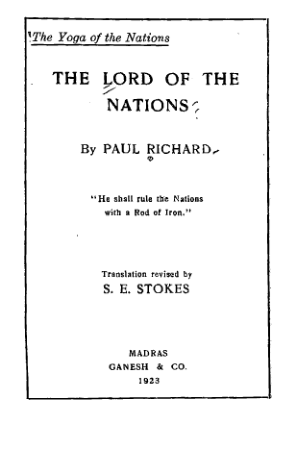 The Yoga of the Nations
THE LORD OF THE
NATIONS
By PAUL RICHARD
"He shall rule the Nations
with a Rod of Iron."
Translation revised by
S. E. STOKES
MADRAS
GANESH & CO.
1923